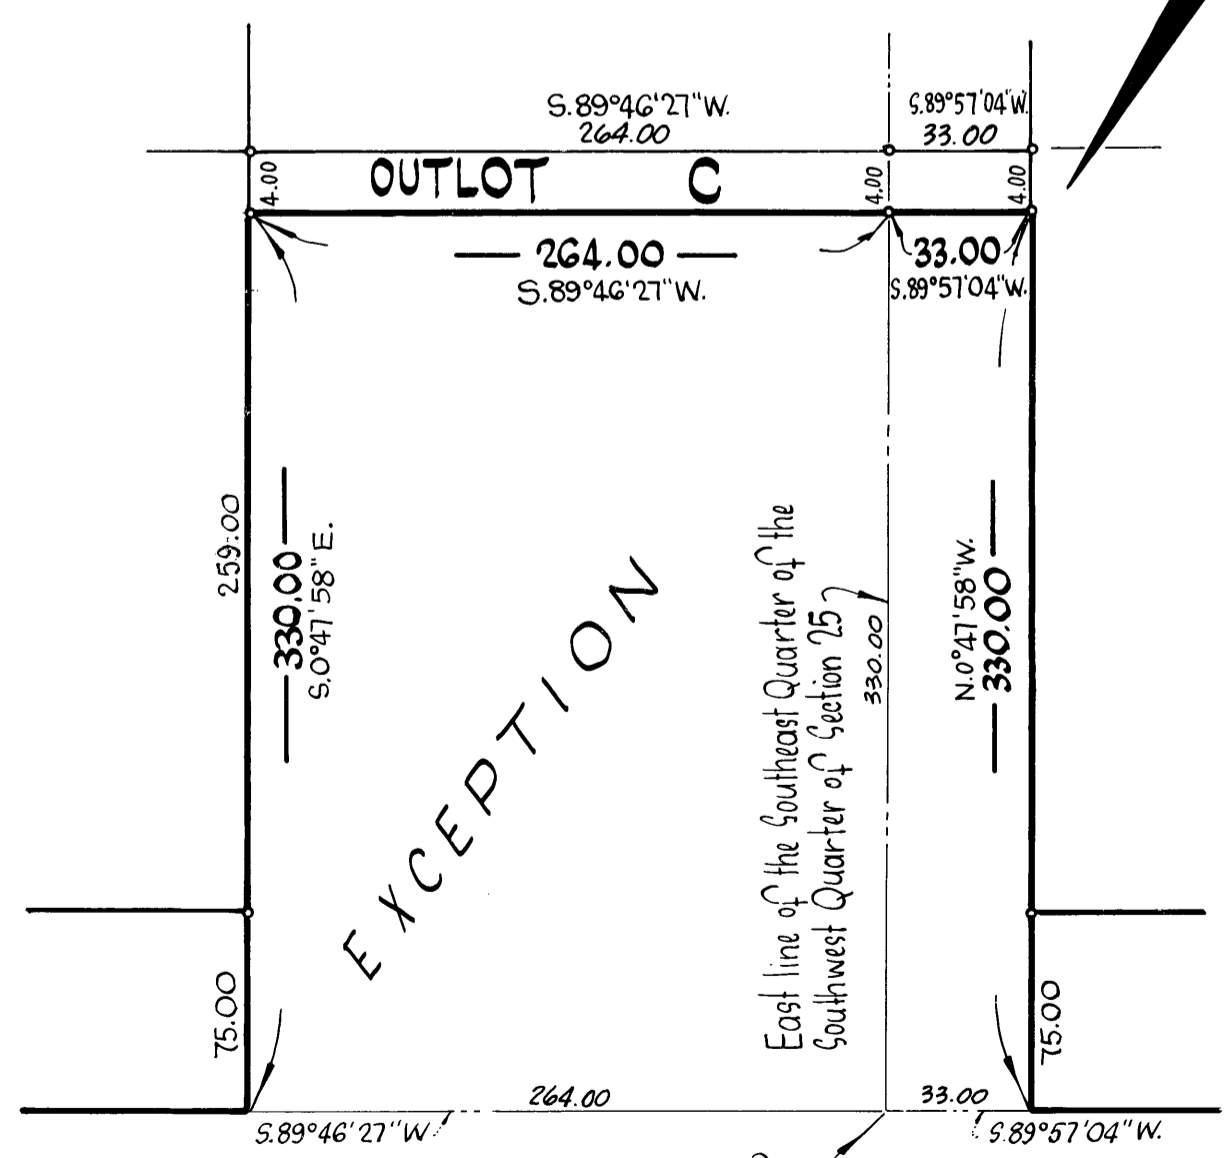 S.89°46'27"W.
264.00
S.89°57'04"W.
33.00
4.00
OUTLOT C
4.00
4.00
264.00
S.89°46'27"W.
33.00
S.89°57'04"W.
259.00
330.00
S.0°47'58"E.
EXCEPTION
East line of the Southeast Quarter of the
Southwest Quarter of Section 25
330.00
N.0°47'58"W.
330.00
75.00
75.00
264.00
33.00
S.89°46'27"W.
S.89°57'04"W.